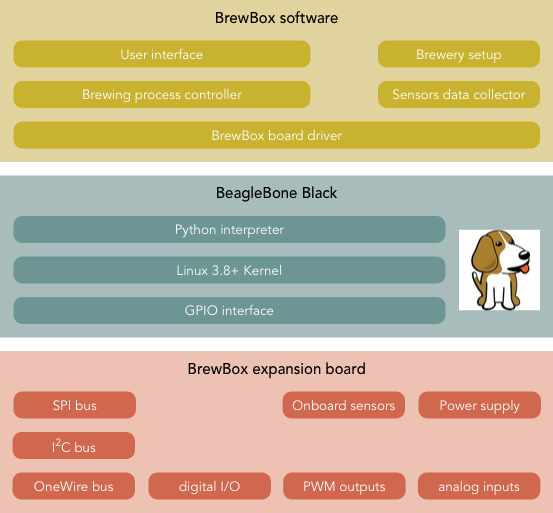 BrewBox software
User interface
Brewery setup
Brewing process controller
Sensors data collector
BrewBox board driver
BeagleBone Black
Python interpreter
Linux 3.8+ Kernel
GPIO interface
BrewBox expansion board
SPI bus
Onboard sensors
Power supply
I²C bus
OneWire bus
digital I/O
PWM outputs
analog inputs